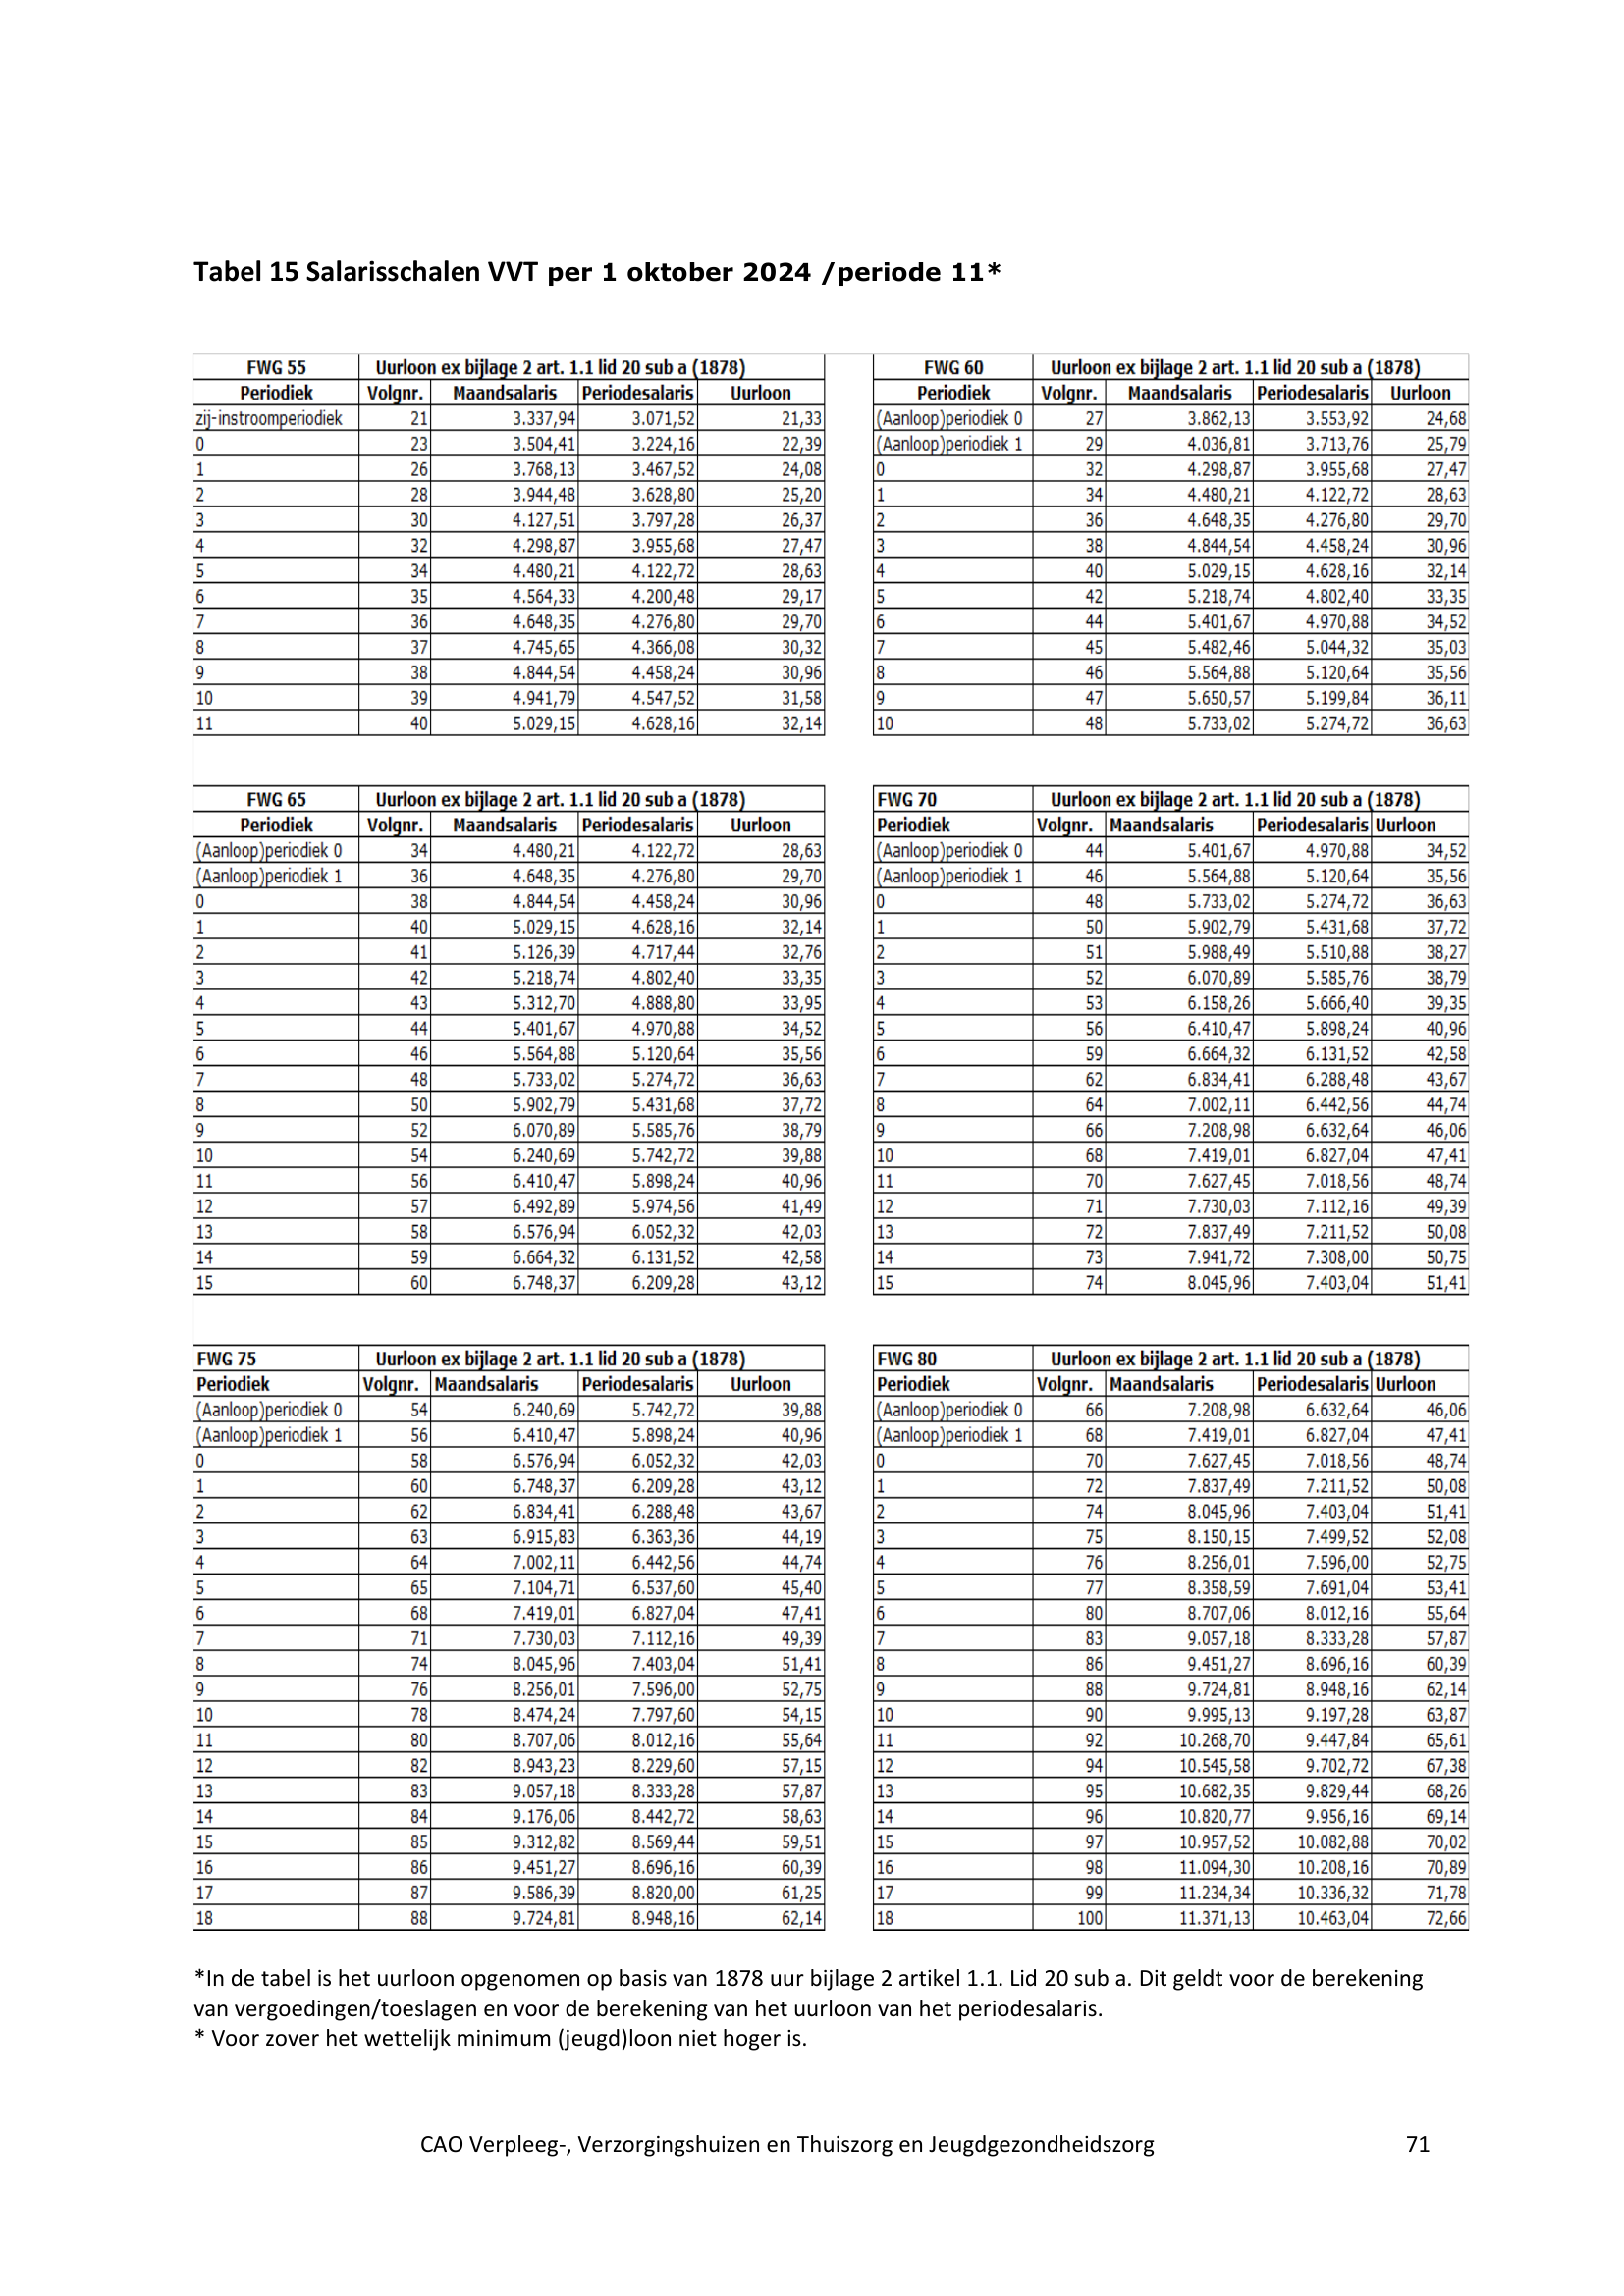 Tabel 15 Salarisschalen VVT per 1 oktober 2024 /periode 11*
FWG 55 Uurloon ex bijlage 2 art. 1.1 lid 20 sub a (1878)
Periodiek Volgnr. Maandsalaris Periodesalaris Uurloon
zij-instroomperiodiek 21 3.337,94 3.071,52 21,33
0 23 3.504,41 3.224,16 22,39
1 26 3.768,13 3.467,52 24,08
2 28 3.944,48 3.628,80 25,20
3 30 4.127,51 3.797,28 26,37
4 32 4.298,87 3.955,68 27,47
5 34 4.480,21 4.122,72 28,63
6 35 4.564,33 4.200,48 29,17
7 36 4.648,35 4.276,80 29,70
8 37 4.745,65 4.366,08 30,32
9 38 4.844,54 4.458,24 30,96
10 39 4.941,79 4.547,52 31,58
11 40 5.029,15 4.628,16 32,14
FWG 60 Uurloon ex bijlage 2 art. 1.1 lid 20 sub a (1878)
Periodiek Volgnr. Maandsalaris Periodesalaris Uurloon
(Aanloop)periodiek 0 27 3.862,13 3.553,92 24,68
(Aanloop)periodiek 1 29 4.036,81 3.713,76 25,79
0 32 4.298,87 3.955,68 27,47
1 34 4.480,21 4.122,72 28,63
2 36 4.648,35 4.276,80 29,70
3 38 4.844,54 4.458,24 30,96
4 40 5.029,15 4.628,16 32,14
5 42 5.218,74 4.802,40 33,35
6 44 5.401,67 4.970,88 34,52
7 45 5.482,46 5.044,32 35,03
8 46 5.564,88 5.120,64 35,56
9 47 5.650,57 5.199,84 36,11
10 48 5.733,02 5.274,72 36,63
FWG 65 Uurloon ex bijlage 2 art. 1.1 lid 20 sub a (1878)
Periodiek Volgnr. Maandsalaris Periodesalaris Uurloon
(Aanloop)periodiek 0 34 4.480,21 4.122,72 28,63
(Aanloop)periodiek 1 36 4.648,35 4.276,80 29,70
0 38 4.844,54 4.458,24 30,96
1 40 5.029,15 4.628,16 32,14
2 41 5.126,39 4.717,44 32,76
3 42 5.218,74 4.802,40 33,35
4 43 5.312,70 4.888,80 33,95
5 44 5.401,67 4.970,88 34,52
6 46 5.564,88 5.120,64 35,56
7 48 5.733,02 5.274,72 36,63
8 50 5.902,79 5.431,68 37,72
9 52 6.070,89 5.585,76 38,79
10 54 6.240,69 5.742,72 39,88
11 56 6.410,47 5.898,24 40,96
12 57 6.492,89 5.974,56 41,49
13 58 6.576,94 6.052,32 42,03
14 59 6.664,32 6.131,52 42,58
15 60 6.748,37 6.209,28 43,12
FWG 70 Uurloon ex bijlage 2 art. 1.1 lid 20 sub a (1878)
Periodiek Volgnr. Maandsalaris Periodesalaris Uurloon
(Aanloop)periodiek 0 44 5.401,67 4.970,88 34,52
(Aanloop)periodiek 1 46 5.564,88 5.120,64 35,56
0 48 5.733,02 5.274,72 36,63
1 50 5.902,79 5.431,68 37,72
2 51 5.988,49 5.510,88 38,27
3 52 6.070,89 5.585,76 38,79
4 53 6.158,26 5.666,40 39,35
5 56 6.410,47 5.898,24 40,96
6 59 6.664,32 6.131,52 42,58
7 62 6.834,41 6.288,48 43,67
8 64 7.002,11 6.442,56 44,74
9 66 7.208,98 6.632,64 46,06
10 68 7.419,01 6.827,04 47,41
11 70 7.627,45 7.018,56 48,74
12 71 7.730,03 7.112,16 49,39
13 72 7.837,49 7.211,52 50,08
14 73 7.941,72 7.308,00 50,75
15 74 8.045,96 7.403,04 51,41
FWG 75 Uurloon ex bijlage 2 art. 1.1 lid 20 sub a (1878)
Periodiek Volgnr. Maandsalaris Periodesalaris Uurloon
(Aanloop)periodiek 0 54 6.240,69 5.742,72 39,88
(Aanloop)periodiek 1 56 6.410,47 5.898,24 40,96
0 58 6.576,94 6.052,32 42,03
1 60 6.748,37 6.209,28 43,12
2 62 6.834,41 6.288,48 43,67
3 63 6.915,83 6.363,36 44,19
4 64 7.002,11 6.442,56 44,74
5 65 7.104,71 6.537,60 45,40
6 68 7.419,01 6.827,04 47,41
7 71 7.730,03 7.112,16 49,39
8 74 8.045,96 7.403,04 51,41
9 76 8.256,01 7.596,00 52,75
10 78 8.474,24 7.797,60 54,15
11 80 8.707,06 8.012,16 55,64
12 82 8.943,23 8.229,60 57,15
13 83 9.057,18 8.333,28 57,87
14 84 9.176,06 8.442,72 58,63
15 85 9.312,82 8.569,44 59,51
16 86 9.451,27 8.696,16 60,39
17 87 9.586,39 8.820,00 61,25
18 88 9.724,81 8.948,16 62,14
FWG 80 Uurloon ex bijlage 2 art. 1.1 lid 20 sub a (1878)
Periodiek Volgnr. Maandsalaris Periodesalaris Uurloon
(Aanloop)periodiek 0 66 7.208,98 6.632,64 46,06
(Aanloop)periodiek 1 68 7.419,01 6.827,04 47,41
0 70 7.627,45 7.018,56 48,74
1 72 7.837,49 7.211,52 50,08
2 74 8.045,96 7.403,04 51,41
3 75 8.150,15 7.499,52 52,08
4 76 8.256,01 7.596,00 52,75
5 77 8.358,59 7.691,04 53,41
6 80 8.707,06 8.012,16 55,64
7 83 9.057,18 8.333,28 57,87
8 86 9.451,27 8.696,16 60,39
9 88 9.724,81 8.948,16 62,14
10 90 9.995,13 9.197,28 63,87
11 92 10.268,70 9.447,84 65,61
12 94 10.545,58 9.702,72 67,38
13 95 10.682,35 9.829,44 68,26
14 96 10.820,77 9.956,16 69,14
15 97 10.957,52 10.082,88 70,02
16 98 11.094,30 10.208,16 70,89
17 99 11.234,34 10.336,32 71,78
18 100 11.371,13 10.463,04 72,66
*In de tabel is het uurloon opgenomen op basis van 1878 uur bijlage 2 artikel 1.1. Lid 20 sub a. Dit geldt voor de berekening
van vergoedingen/toeslagen en voor de berekening van het uurloon van het periodesalaris.
* Voor zover het wettelijk minimum (jeugd)loon niet hoger is.
CAO Verpleeg-, Verzorgingshuizen en Thuiszorg en Jeugdgezondheidszorg 71